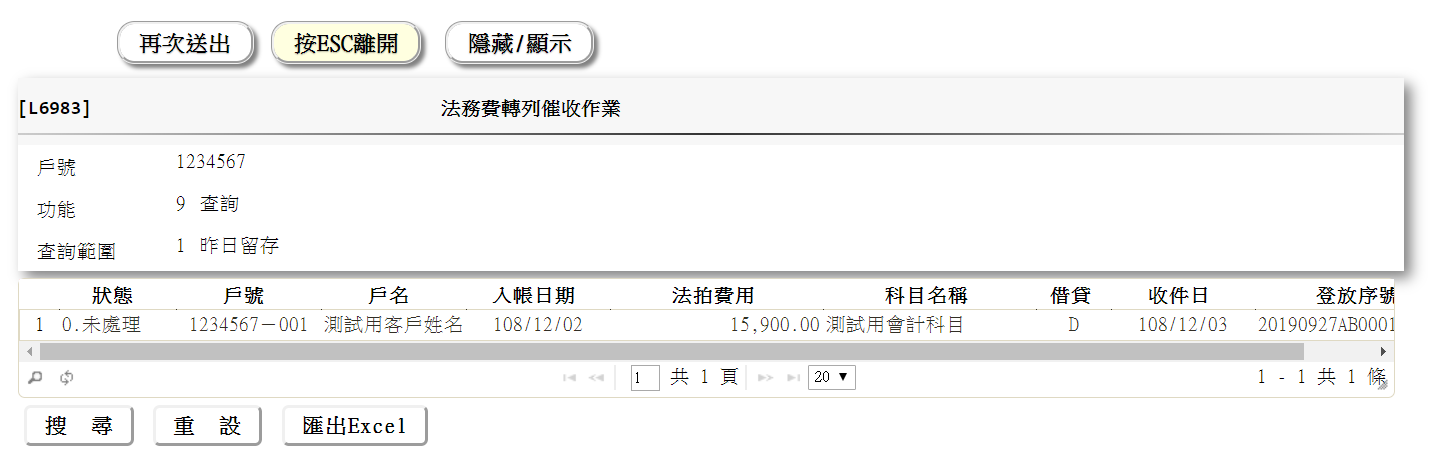 再次送出 按ESC離開 隱藏/顯示
[L6983] 法務費轉列催收作業
戶號 1234567
功能 9 查詢
查詢範圍 1 昨日留存
狀態 戶號 戶名 入帳日期 法拍費用 科目名稱 借貸 收件日 登放序號
1 0.未處理 1234567－001 測試用客戶姓名 108/12/02 15,900.00 測試用會計科目 D 108/12/03 20190927AB0001
1 共 1 頁 20 1 - 1 共 1 條
搜 尋 重 設 匯出Excel